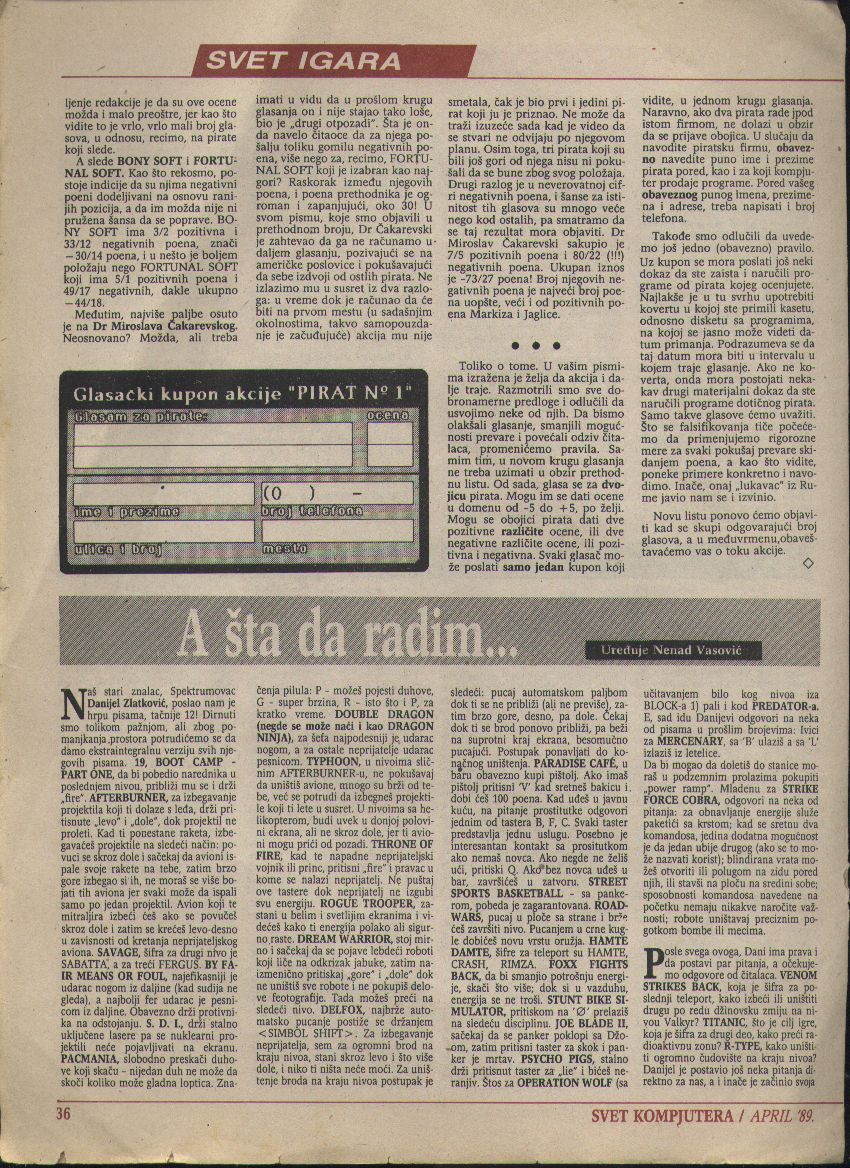 SVET IGARA
ljenje redakcije je da su ove ocene
možda i malo preoštre, jer kao što
vidite to je vrlo, vrlo mali broj gla-
sova, u odnosu, recimo, na pirate
koji slede.
A slede BONY SOFT i FORTU-
NAL SOFT. Kao što rekosmo, po-
stoje indicije da su njima negativni
poeni dodeljivani na osnovu rani-
jih pozicija, a da im možda nije ni
pružena šansa da se poprave. BO-
NY SOFT ima 3/2 pozitivna i
33/12 negativnih poena, znači
—30/14 poena, i u nešto je boljem
položaju nego FORTUNAL SOFT
koji ima 5/1 pozitivnih poena i
49/17 negativnih, dakle ukupno
—44/18.
Međutim, najviše paljbe osuto
je na Dr Miroslava Čakarevskog.
Neosnovano? Možda, ali treba
imati u vidu da u prošlom krugu
glasanja on i nije stajao tako loše,
bio je „drugi otpozadi". Šta je on-
da navelo čitaoce da za njega po-
šalju toliku gomilu negativnih po-
ena, više nego za, recimo, FORTU-
NAL SOFT koji je izabran kao naj-
gori? Raskorak između njegovih
poena, i poena prethodnika je og-
roman i zapanjujući, oko 30! U
svom pismu, koje smo objavili u
prethodnom broju, Dr Čakarevski
je zahtevao da ga ne računamo u
daljem glasanju, pozivajući se na
američke poslovice i pokušavajući
da sebe izdvoji od ostlih pirata. Ne
izlazimo mu u susret iz dva razlo-
ga: u vreme dok je računao da će
biti na prvom mestu (u sadašnjim
okolnostima, takvo samopouzda-
nje je začuđujuće) akcija mu nije
smetala, čak je bio prvi i jedini pi-
rat koji ju je priznao. Ne može da
traži izuzeće sada kad je video da
se stvari ne odvijaju po njegovom
planu. Osim toga, tri pirata koji su
bili još gori od njega nisu ni poku-
šali da se bune zbog svog položaja.
Drugi razlog je u neverovatnoj cif-
ri negativnih poena, i šanse za isti-
nitost tih glasova su mnogo veće
nego kod ostalih, pa smatramo da
se taj rezultat mora objaviti. Dr
Miroslav Čakarevski sakupio je
7/5 pozitivnih poena i 80/22 (!!!)
negativnih poena. Ukupan iznos
je -73/27 poena! Broj njegovih ne-
gativnih poena je najveći broj poe-
na uopšte, veći i od pozitivnih po-
ena Markiza i Jaglice.
● ● ●
Toliko o tome. U vašim pismi-
ma izražena je želja da akcija i da-
lje traje. Razmotrili smo sve do-
bronamerne predloge i odlučili da
usvojimo neke od njih. Da bismo
olakšali glasanje, smanjili moguć-
nosti prevare i povećali odziv čita-
laca, promenićemo pravila. Sa-
mim tim, u novom krugu glasanja
ne treba uzimati u obzir prethod-
nu listu. Od sada, glasa se za dvo-
jicu pirata. Mogu im se dati ocene
u domenu od -5 do +5, po želji.
Mogu se obojici pirata dati dve
pozitivne različite ocene, ili dve
negativne različite ocene, ili pozi-
tivna i negativna. Svaki glasač mo-
že poslati samo jedan kupon koji
vidite, u jednom krugu glasanja.
Naravno, ako dva pirata rade jpod
istom firmom, ne dolazi u obzir
da se prijave obojica. U slučaju da
navodite piratsku firmu, obavez-
no navedite puno ime i prezime
pirata pored, kao i za koji kompju-
ter prodaje programe. Pored vašeg
obaveznog punog imena, prezime-
na i adrese, treba napisati i broj
telefona.
Takođe smo odlučili da uvede-
mo još jedno (obavezno) pravilo.
Uz kupon se mora poslati još neki
dokaz da ste zaista i naručili pro-
grame od pirata kojeg ocenjujete.
Najlakše je u tu svrhu upotrebiti
kovertu u kojoj ste primili kasetu,
odnosno disketu sa programima,
na kojoj se jasno može videti da-
tum primanja. Podrazumeva se da
taj datum mora biti u intervalu u
kojem traje glasanje. Ako ne ko-
verta, onda mora postojati neka-
kav drugi materijalni dokaz da ste
naručili programe dotičnog pirata.
Samo takve glasove ćemo uvažiti.
Što se falsifikovanja tiče počeće-
mo da primenjujemo rigorozne
mere za svaki pokušaj prevare ski-
danjem poena, a kao što vidite,
poneke primere konkretno i navo-
dimo. Inače, onaj „lukavac" iz Ru-
me javio nam se i izvinio.
Novu listu ponovo ćemo objavi-
ti kad se skupi odgovarajući broj
glasova, a u međuvrmenu,obaveš-
tavaćemo vas o toku akcije.
◇
Glasački kupon akcije "PIRAT Nº 1"
Glasam za pirate:
ocena
(0 ) –
ime i prezime
broj telefona
ulica i broj
mesto
A šta da radim...
Uređuje Nenad Vasović
Naš stari znalac, Spektrumovac
Danijel Zlatković, poslao nam je
hrpu pisama, tačnije 12! Dirnuti
smo tolikom pažnjom, ali zbog po-
manjkanja prostora potrudićemo se da
damo ekstraintegralnu verziju svih nje-
govih pisama. 19, BOOT CAMP -
PART ONE, da bi pobedio narednika u
poslednjem nivou, približi mu se i drži
„fire". AFTERBURNER, za izbegavanje
projektila koji ti dolaze s leđa, drži pri-
tisnute „levo" i „dole", dok projektil ne
proleti. Kad ti ponestane raketa, izbe-
gavaćeš projektile na sledeći način: po-
vuci se skroz dole i sačekaj da avioni is-
pale svoje rakete na tebe, zatim brzo
gore izbegao si ih, ne moraš se više bo-
jati tih aviona jer svaki može da ispali
samo po jedan projektil. Avion koji te
mitraljira izbeći ćeš ako se povučeš
skroz dole i zatim se krećeš levo-desno
u zavisnosti od kretanja neprijateljskog
aviona. SAVAGE, šifra za drugi nivo je
SABATTA, a za treći FERGUS. BY FA-
IR MEANS OR FOUL, najefikasniji je
udarac nogom iz daljine (kad sudija ne
gleda), a najbolji fer udarac je pesni-
com iz daljine. Obavezno drži protivni-
ka na odstojanju. S. D. I., drži stalno
uključene lasere pa se nuklearni pro-
jektili neće pojavljivati na ekranu.
PACMANIA, slobodno preskači duho-
ve koji skaču - nijedan duh ne može da
skoči koliko može gladna loptica. Zna-
čenja pilula: P - možeš pojesti duhove,
G - super brzina, R - isto što i P, za
kratko vreme. DOUBLE DRAGON
(negde se može naći i kao DRAGON
NINJA), za šefa najpodesniji je udarac
nogom, a za ostale neprijatelje udarac
pesnicom. TYPHOON, u nivoima slič-
nim AFTERBURNER-u, ne pokušavaj
da uništiš avione, mnogo su brži od te-
be, već se potrudi da izbegneš projekti-
le koji ti lete u susret. U nivoima sa he-
likopterom, budi uvek u donjoj polovi-
ni ekrana, ali ne skroz dole, jer ti avio-
ni mogu prići od pozadi. THRONE OF
FIRE, kad te napadne neprijateljski
vojnik ili princ, pritisni „fire" i pravac u
kome se nalazi neprijatelj. Ne puštaj
ove tastere dok neprijatelj ne izgubi
svu energiju. ROGUE TROOPER, za-
stani u belim i svetlijim ekranima i vi-
dećeš kako ti energija polako ali sigur-
no raste. DREAM WARRIOR, stoj mir-
no i sačekaj da se pojave lebdeći roboti
koji liče na odkrizak jabuke, zatim na-
izmenično pritiskaj „gore" i „dole" dok
ne uništiš sve robote i ne pokupiš delo-
ve feotografije. Tada možeš preći na
sledeći nivo. DELFOX, najbrže auto-
matsko pucanje postiže se držanjem
<SIMBOL SHIFT>. Za izbegavanje
neprijatelja, sem za ogromni brod na
kraju nivoa, stani skroz levo i što više
dole, i niko ti ništa neće moći. Za uniš-
tenje broda na kraju nivoa postupak je
sledeći: pucaj automatskom paljbom
dok ti se ne približi (ali ne previše), za-
tim brzo gore, desno, pa dole. Čekaj
dok ti se brod ponovo približi, pa beži
na suprotni kraj ekrana, besomučno
pucajući. Postupak ponavljati do ko-
načnog uništenja. PARADISE CAFÉ, u
baru obavezno kupi pištolj. Ako imaš
pištolj pritisni 'V' kad sretneš bakicu i
dobi ćeš 100 poena. Kad uđeš u javnu
kuću, na pitanje prostitutke odgovori
jednim od tastera B, F, C. Svaki taster
predstavlja jednu uslugu. Posebno je
interesantan kontakt sa prositutkom
ako nemaš novca. Ako negde ne želiš
ući, pritiski Q. Ako bez novca uđeš u
bar, završićeš u zatvoru. STREET
SPORTS BASKETBALL - sa panke-
rom, pobeda je zagarantovana. ROAD-
WARS, pucaj u ploče sa strane i brže
ćeš završiti nivo. Pucanjem u crne kug-
le dobićeš novu vrstu oružja. HAMTE
DAMTE, šifre za teleport su HAMTE,
CRASH, RIMZA. FOXX FIGHTS
BACK, da bi smanjio potrošnju energi-
je, skači što više; dok si u vazduhu,
energija se ne troši. STUNT BIKE SI-
MULATOR, pritiskom na 'Ø' prelaziš
na sledeću disciplinu. JOE BLADE II,
sačekaj da se panker poklopi sa Džo-
-om, zatim pritisni taster za skok i pan-
ker je mrtav. PSYCHO PIGS, stalno
drži pritisnut taster za „lie" i bićeš ne-
ranjiv. Štos za OPERATION WOLF (sa
učitavanjem bilo kog nivoa iza
BLOCK-a 1) pali i kod PREDATOR-a.
E, sad idu Danijevi odgovori na neka
od pisama u prošlim brojevima: Ivici
za MERCENARY, sa 'B' ulaziš a sa 'L'
izlaziš iz letelice.
Da bi mogao da doletiš do stanice mo-
raš u podzemnim prolazima pokupiti
„power ramp". Mladenu za STRIKE
FORCE COBRA, odgovori na neka od
pitanja: za obnavljanje energije služe
paketići sa krstom; kad se sretnu dva
komandosa, jedina dodatna mogućnost
je da jedan ubije drugog (ako se to mo-
že nazvati korist); blindirana vrata mo-
žeš otvoriti ili polugom na zidu pored
njih, ili stavši na ploču na sredini sobe;
sposobnosti komandosa navedene na
početku nemaju nikakve naročite važ-
nosti; robote uništavaj preciznim po-
gotkom bombe ili mecima.
Posle svega ovoga, Dani ima prava i
da postavi par pitanja, a očekuje-
mo odgovore od čitalaca. VENOM
STRIKES BACK, koja je šifra za po-
slednji teleport, kako izbeći ili uništiti
drugu po redu džinovsku zmiju na ni-
vou Valkyr? TITANIC, što je cilj igre,
koja je šifra za drugi deo, kako preći ra-
dioaktivnu zonu? R-TYPE, kako uništi-
ti ogromno čudovište na kraju nivoa?
Danijel je postavio još neka pitanja di-
rektno za nas, a i inače je začinio svoja
36
SVET KOMPJUTERA / APRIL '89.